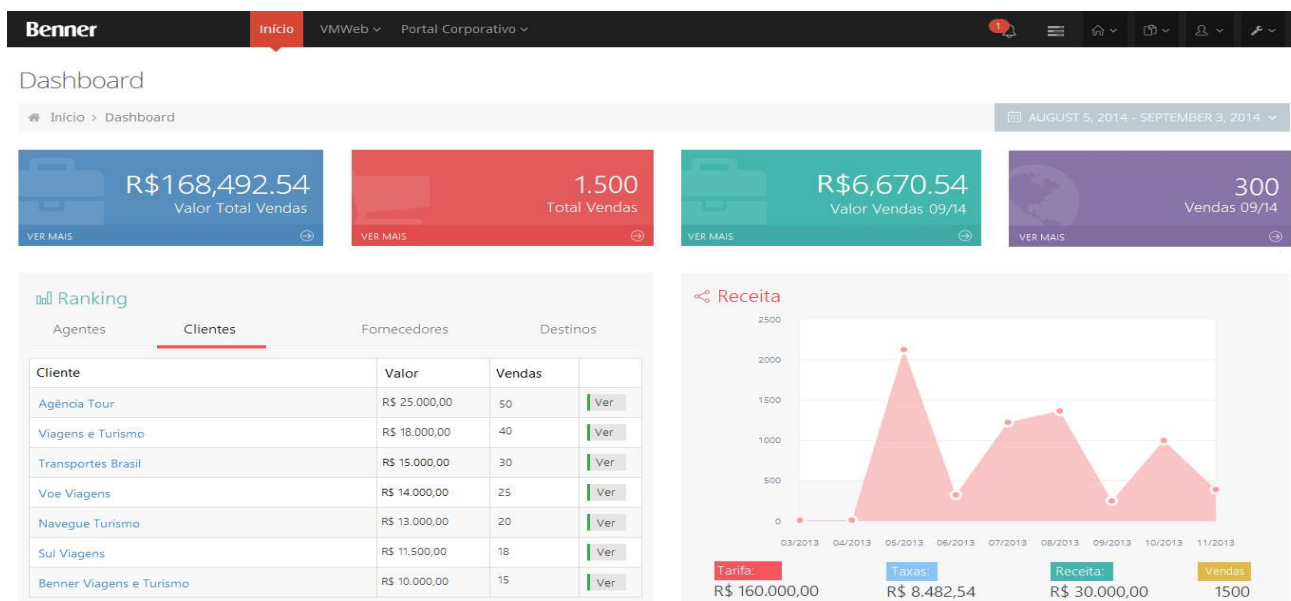 Benner
Início VMWeb Portal Corporativo 1
Dashboard
Início > Dashboard AUGUST 5, 2014 - SEPTEMBER 3, 2014
R$168,492.54 1.500 R$6,670.54 300
Valor Total Vendas Total Vendas Valor Vendas 09/14 Vendas 09/14
VER MAIS VER MAIS VER MAIS VER MAIS
Ranking
Agentes Clientes Fornecedores Destinos
Cliente Valor Vendas
Agência Tour R$ 25.000,00 50 Ver
Viagens e Turismo R$ 18.000,00 40 Ver
Transportes Brasil R$ 15.000,00 30 Ver
Voe Viagens R$ 14.000,00 25 Ver
Navegue Turismo R$ 13.000,00 20 Ver
Sul Viagens R$ 11.500,00 18 Ver
Benner Viagens e Turismo R$ 10.000,00 15 Ver
Receita
2500
2000
1500
1000
500
0
03/2013 04/2013 05/2013 06/2013 07/2013 08/2013 09/2013 10/2013 11/2013
Tarifa: Taxas: Receita: Vendas
R$ 160.000,00 R$ 8.482,54 R$ 30.000,00 1500